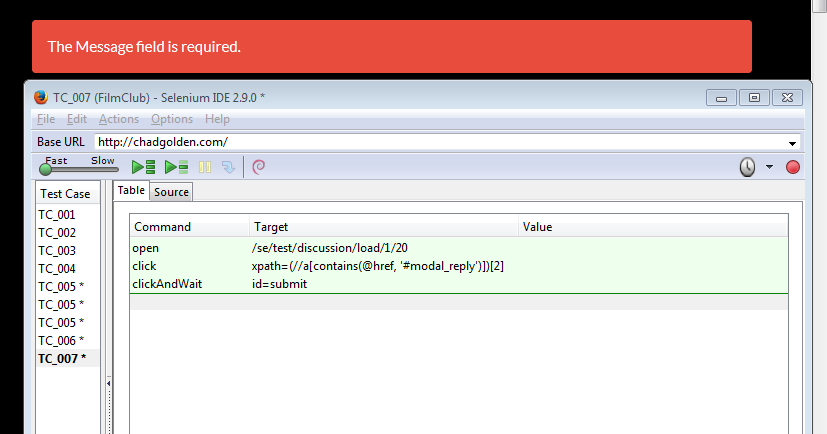 The Message field is required.
TC_007 (FilmClub) - Selenium IDE 2.9.0 *
File Edit Actions Options Help
Base URL http://chadgolden.com/
Fast Slow
Test Case Table Source
Command Target Value
TC_001
TC_002
TC_003
TC_004
TC_005 *
TC_005 *
TC_005 *
TC_006 *
TC_007 *
open /se/test/discussion/load/1/20
click xpath=(//a[contains(@href, '#modal_reply')])[2]
clickAndWait id=submit